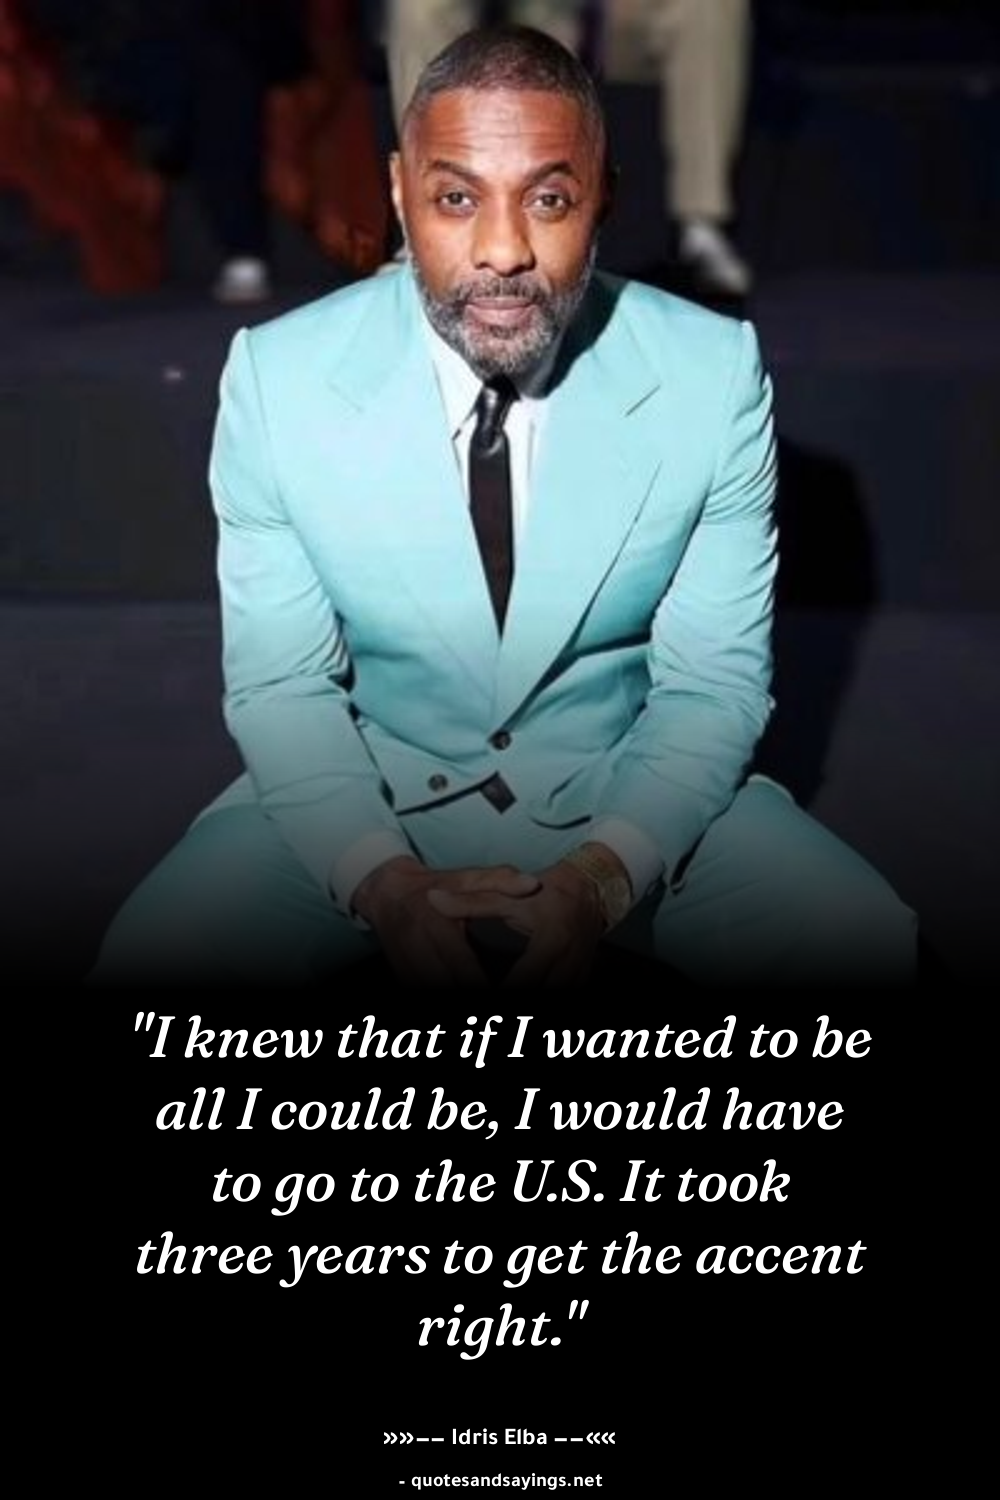 "I knew that if I wanted to be
all I could be, I would have
to go to the U.S. It took
three years to get the accent
right."
»»–– Idris Elba ––««
- quotesandsayings.net